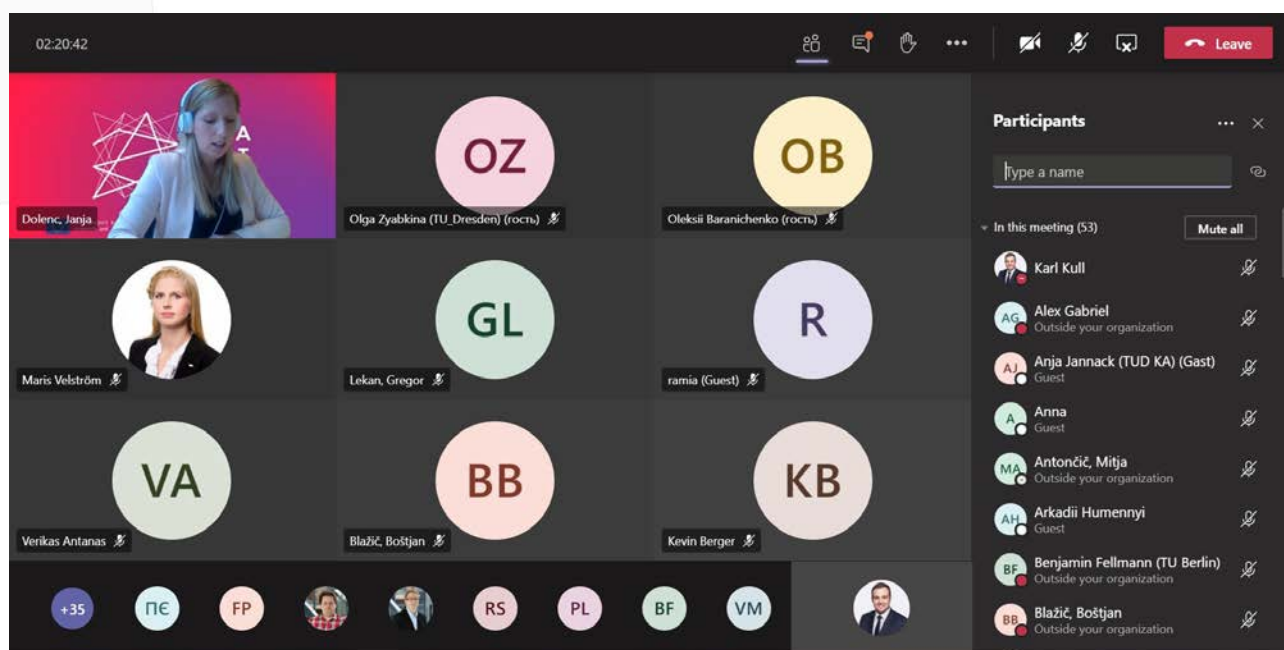 02:20:42
Leave
A
T
Dolenc, Janja
OZ
Olga Zyabkina (TU_Dresden) (гость)
OB
Oleksii Baranichenko (гость)
Maris Velström
GL
Lekan, Gregor
R
ramia (Guest)
VA
Verikas Antanas
BB
Blažič, Boštjan
KB
Kevin Berger
+35
ПЄ
FP
RS
PL
BF
VM
Participants
Type a name
In this meeting (53)
Mute all
Karl Kull
AG
Alex Gabriel
Outside your organization
AJ
Anja Jannack (TUD KA) (Gast)
Guest
A
Anna
Guest
MA
Antončič, Mitja
Outside your organization
AH
Arkadii Humennyi
Guest
BF
Benjamin Fellmann (TU Berlin)
Outside your organization
BB
Blažič, Boštjan
Outside your organization